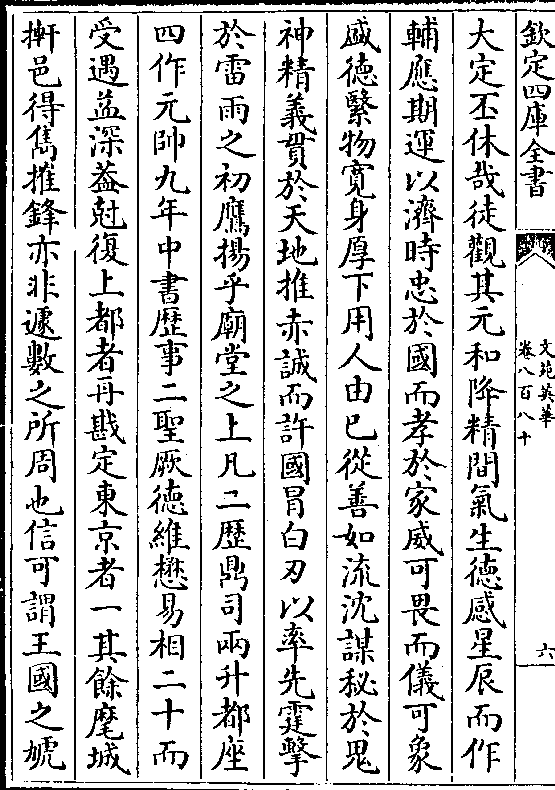 欽定四庫全書
文苑英華
卷八百八十
六
大定丕休哉徒觀其元和降精間氣生德感星辰而作
輔應期運以濟時忠於國而孝於家威可畏而儀可象
盛德繄物寛身厚下用人由已從善如流沈謀秘於鬼
神精義貫於天地推赤誠而許國冒白刃以率先霆擊
於雷雨之初鷹揚乎廟堂之上凡二歴鼎司兩升都座
四作元帥九年中書歴事二聖厥德維懋易相二十而
受遇益深益尅復上都者再戡定東京者一其餘麾城
搟邑得雋摧鋒亦非遽數之所周也信可謂王國之虓